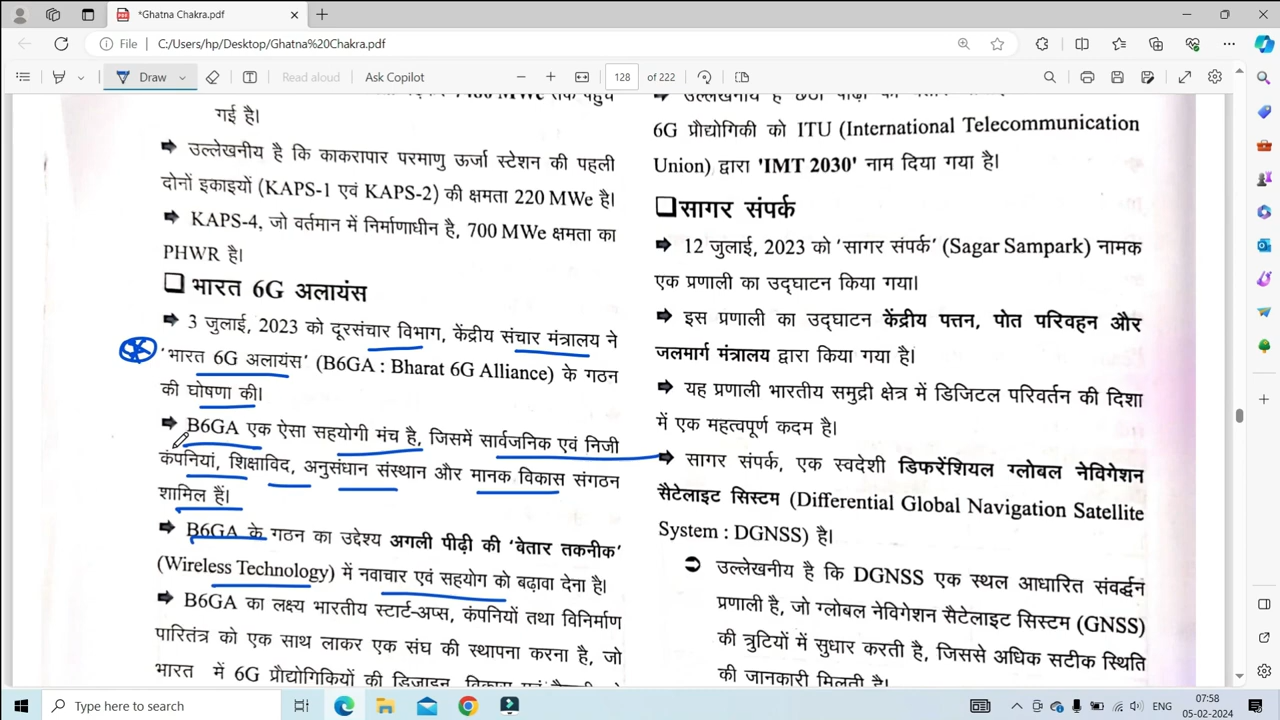 *Ghatna Chakra.pdf
File
C:/Users/hp/Desktop/Ghatna%20Chakra.pdf
Draw
Read aloud
Ask Copilot
128
of 222
गई है।
उल्लेखनीय है कि काकरापार परमाणु ऊर्जा स्टेशन की पहली
दोनों इकाइयों (KAPS-1 एवं KAPS-2) की क्षमता 220 MWe है।
KAPS-4, जो वर्तमान में निर्माणाधीन है, 700 MWe क्षमता का
PHWR है।
भारत 6G अलायंस
3 जुलाई, 2023 को दूरसंचार विभाग, केंद्रीय संचार मंत्रालय ने
'भारत 6G अलायंस' (B6GA : Bharat 6G Alliance) के गठन
की घोषणा की।
B6GA एक ऐसा सहयोगी मंच है, जिसमें सार्वजनिक एवं निजी
कंपनियां, शिक्षाविद, अनुसंधान संस्थान और मानक विकास संगठन
शामिल हैं।
B6GA के गठन का उद्देश्य अगली पीढ़ी की 'बेतार तकनीक'
(Wireless Technology) में नवाचार एवं सहयोग को बढ़ावा देना है।
B6GA का लक्ष्य भारतीय स्टार्ट-अप्स, कंपनियों तथा विनिर्माण
पारितंत्र को एक साथ लाकर एक संघ की स्थापना करना है, जो
भारत में 6G प्रौद्योगिकियों की डिजाइन, विकास
6G प्रौद्योगिकी को ITU (International Telecommunication
Union) द्वारा 'IMT 2030' नाम दिया गया है।
सागर संपर्क
12 जुलाई, 2023 को 'सागर संपर्क' (Sagar Sampark) नामक
एक प्रणाली का उद्घाटन किया गया।
इस प्रणाली का उद्घाटन केंद्रीय पत्तन, पोत परिवहन और
जलमार्ग मंत्रालय द्वारा किया गया है।
यह प्रणाली भारतीय समुद्री क्षेत्र में डिजिटल परिवर्तन की दिशा
में एक महत्वपूर्ण कदम है।
सागर संपर्क, एक स्वदेशी डिफरेंशियल ग्लोबल नेविगेशन
सैटेलाइट सिस्टम (Differential Global Navigation Satellite
System : DGNSS) है।
उल्लेखनीय है कि DGNSS एक स्थल आधारित संवर्द्धन
प्रणाली है, जो ग्लोबल नेविगेशन सैटेलाइट सिस्टम (GNSS)
की त्रुटियों में सुधार करती है, जिससे अधिक सटीक स्थिति
की जानकारी मिलती है।
Type here to search
ENG
07:58
05-02-2024